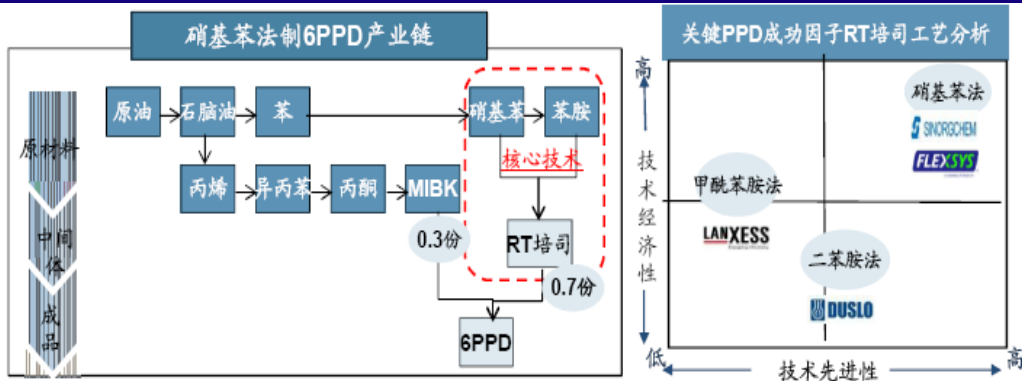 硝基苯法制6PPD产业链
原材料
中间体
成品
原油
石脑油
苯
硝基苯
苯胺
核心技术
丙烯
异丙苯
丙酮
MIBK
0.3份
RT培司
0.7份
6PPD
关键PPD成功因子RT培司工艺分析
高
技术经济性
低
技术先进性
高
硝基苯法
SINORGCHEM
FLEXSYS
甲酰苯胺法
LANXESS
二苯胺法
DUSLO